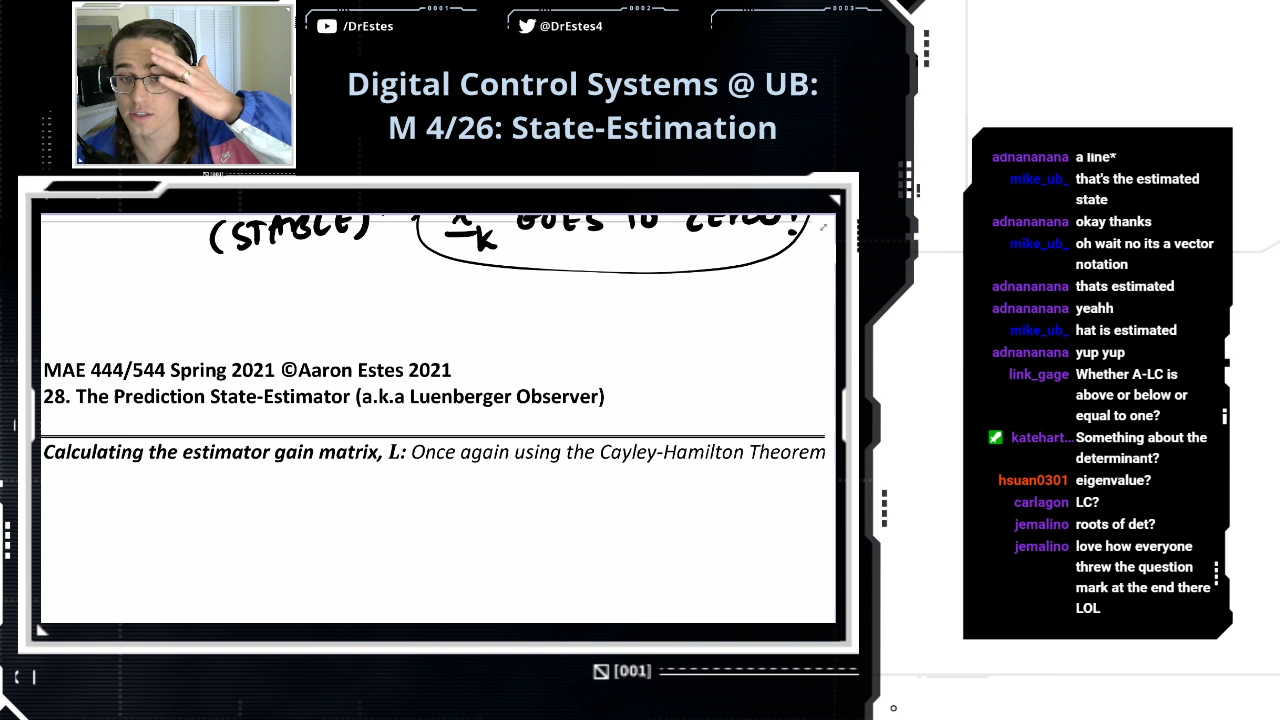 0001
0002
0003
/DrEstes
@DrEstes4
Digital Control Systems @ UB:
M 4/26: State-Estimation
[001]
(STABLE)
k GOES TO ZERO!
MAE 444/544 Spring 2021 ©Aaron Estes 2021
28. The Prediction State-Estimator (a.k.a Luenberger Observer)
Calculating the estimator gain matrix, L: Once again using the Cayley-Hamilton Theorem
[001]
adnananana a line*
mike_ub_ that's the estimated
state
adnananana okay thanks
mike_ub_ oh wait no its a vector
notation
adnananana thats estimated
adnananana yeahh
mike_ub_ hat is estimated
adnananana yup yup
link_gage Whether A-LC is
above or below or
equal to one?
katehart... Something about the
determinant?
hsuan0301 eigenvalue?
carlagon LC?
jemalino roots of det?
jemalino love how everyone
threw the question
mark at the end there
LOL